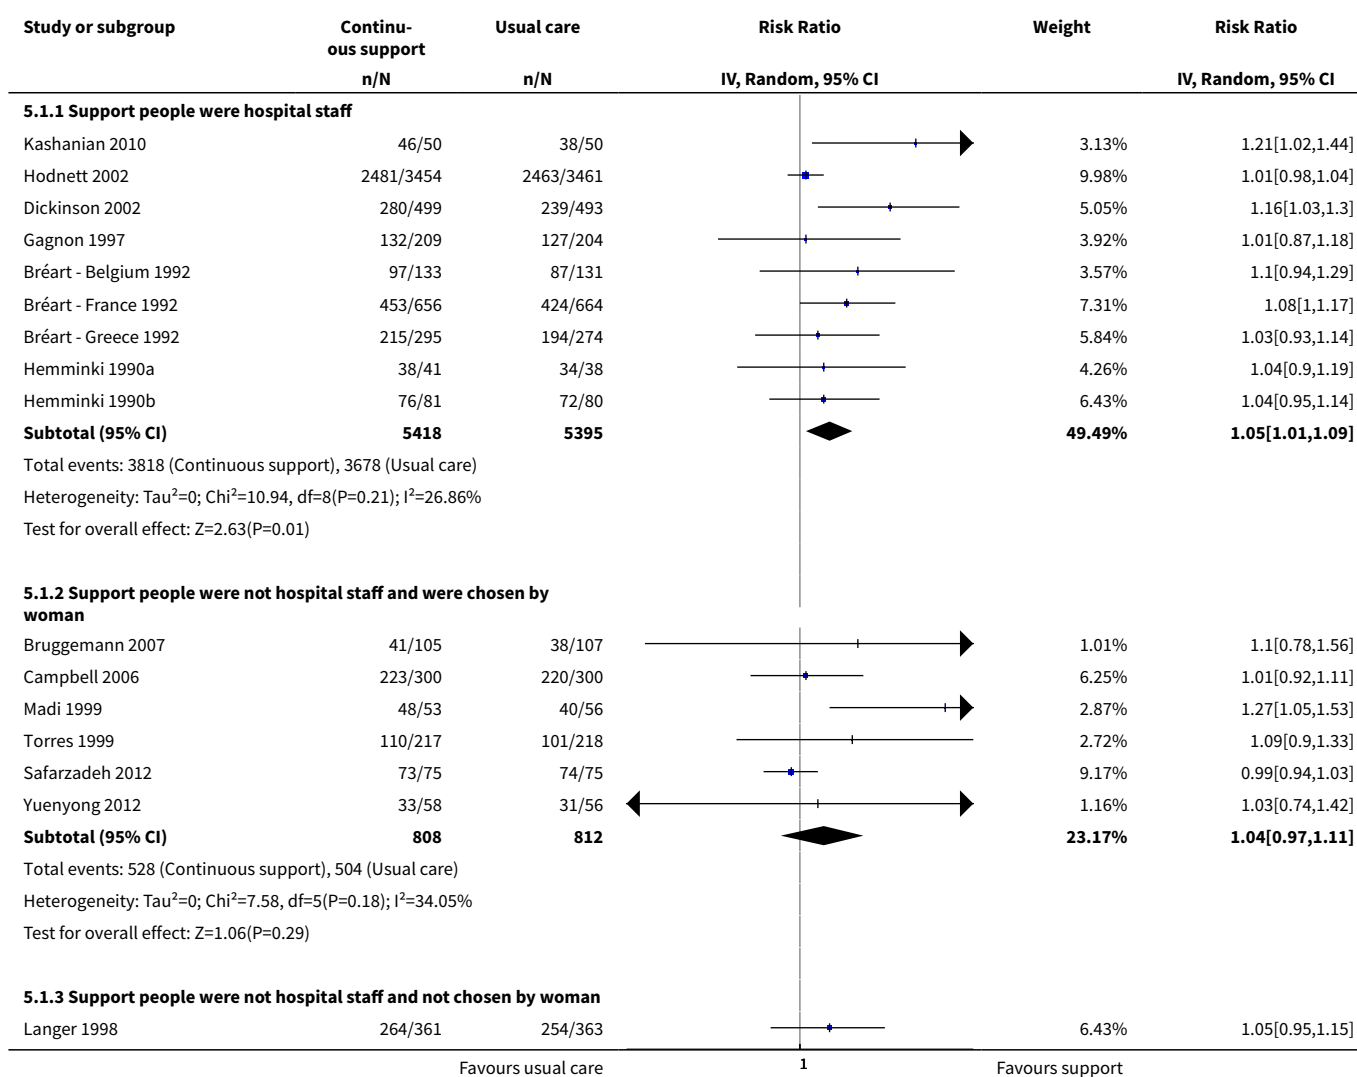 Study or subgroup Continu- Usual care Risk Ratio Weight Risk Ratio
ous support
n/N n/N IV, Random, 95% CI IV, Random, 95% CI
5.1.1 Support people were hospital staff
Kashanian 2010 46/50 38/50 3.13% 1.21[1.02,1.44]
Hodnett 2002 2481/3454 2463/3461 9.98% 1.01[0.98,1.04]
Dickinson 2002 280/499 239/493 5.05% 1.16[1.03,1.3]
Gagnon 1997 132/209 127/204 3.92% 1.01[0.87,1.18]
Bréart - Belgium 1992 97/133 87/131 3.57% 1.1[0.94,1.29]
Bréart - France 1992 453/656 424/664 7.31% 1.08[1,1.17]
Bréart - Greece 1992 215/295 194/274 5.84% 1.03[0.93,1.14]
Hemminki 1990a 38/41 34/38 4.26% 1.04[0.9,1.19]
Hemminki 1990b 76/81 72/80 6.43% 1.04[0.95,1.14]
Subtotal (95% CI) 5418 5395 49.49% 1.05[1.01,1.09]
Total events: 3818 (Continuous support), 3678 (Usual care)
Heterogeneity: Tau²=0; Chi²=10.94, df=8(P=0.21); I²=26.86%
Test for overall effect: Z=2.63(P=0.01)
5.1.2 Support people were not hospital staff and were chosen by
woman
Bruggemann 2007 41/105 38/107 1.01% 1.1[0.78,1.56]
Campbell 2006 223/300 220/300 6.25% 1.01[0.92,1.11]
Madi 1999 48/53 40/56 2.87% 1.27[1.05,1.53]
Torres 1999 110/217 101/218 2.72% 1.09[0.9,1.33]
Safarzadeh 2012 73/75 74/75 9.17% 0.99[0.94,1.03]
Yuenyong 2012 33/58 31/56 1.16% 1.03[0.74,1.42]
Subtotal (95% CI) 808 812 23.17% 1.04[0.97,1.11]
Total events: 528 (Continuous support), 504 (Usual care)
Heterogeneity: Tau²=0; Chi²=7.58, df=5(P=0.18); I²=34.05%
Test for overall effect: Z=1.06(P=0.29)
5.1.3 Support people were not hospital staff and not chosen by woman
Langer 1998 264/361 254/363 6.43% 1.05[0.95,1.15]
Favours usual care 1 Favours support